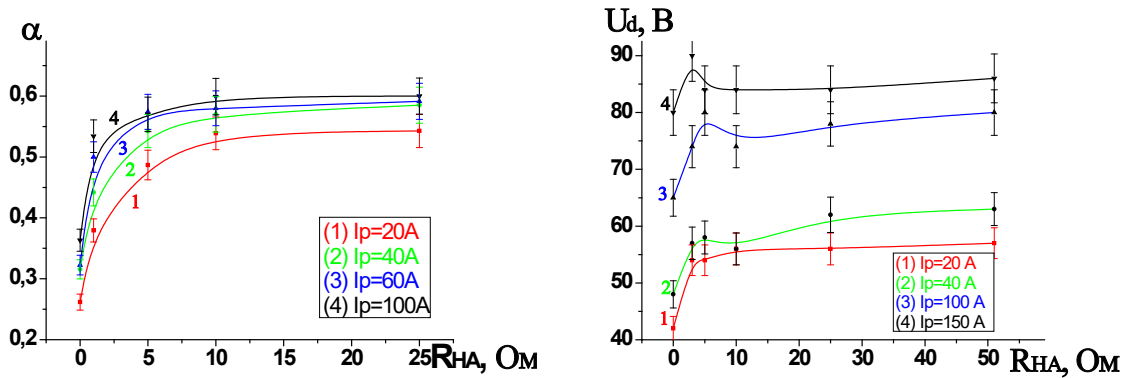 α
0,6
0,5
0,4
0,3
0,2
0 5 10 15 20 25
RНА, Ом
4
3
2
1
(1) Ip=20A
(2) Ip=40A
(3) Ip=60A
(4) Ip=100A
Ud, В
90
80
70
60
50
40
0 10 20 30 40 50
RНА, Ом
4
3
2
1
(1) Ip=20 A
(2) Ip=40 A
(3) Ip=100 A
(4) Ip=150 A